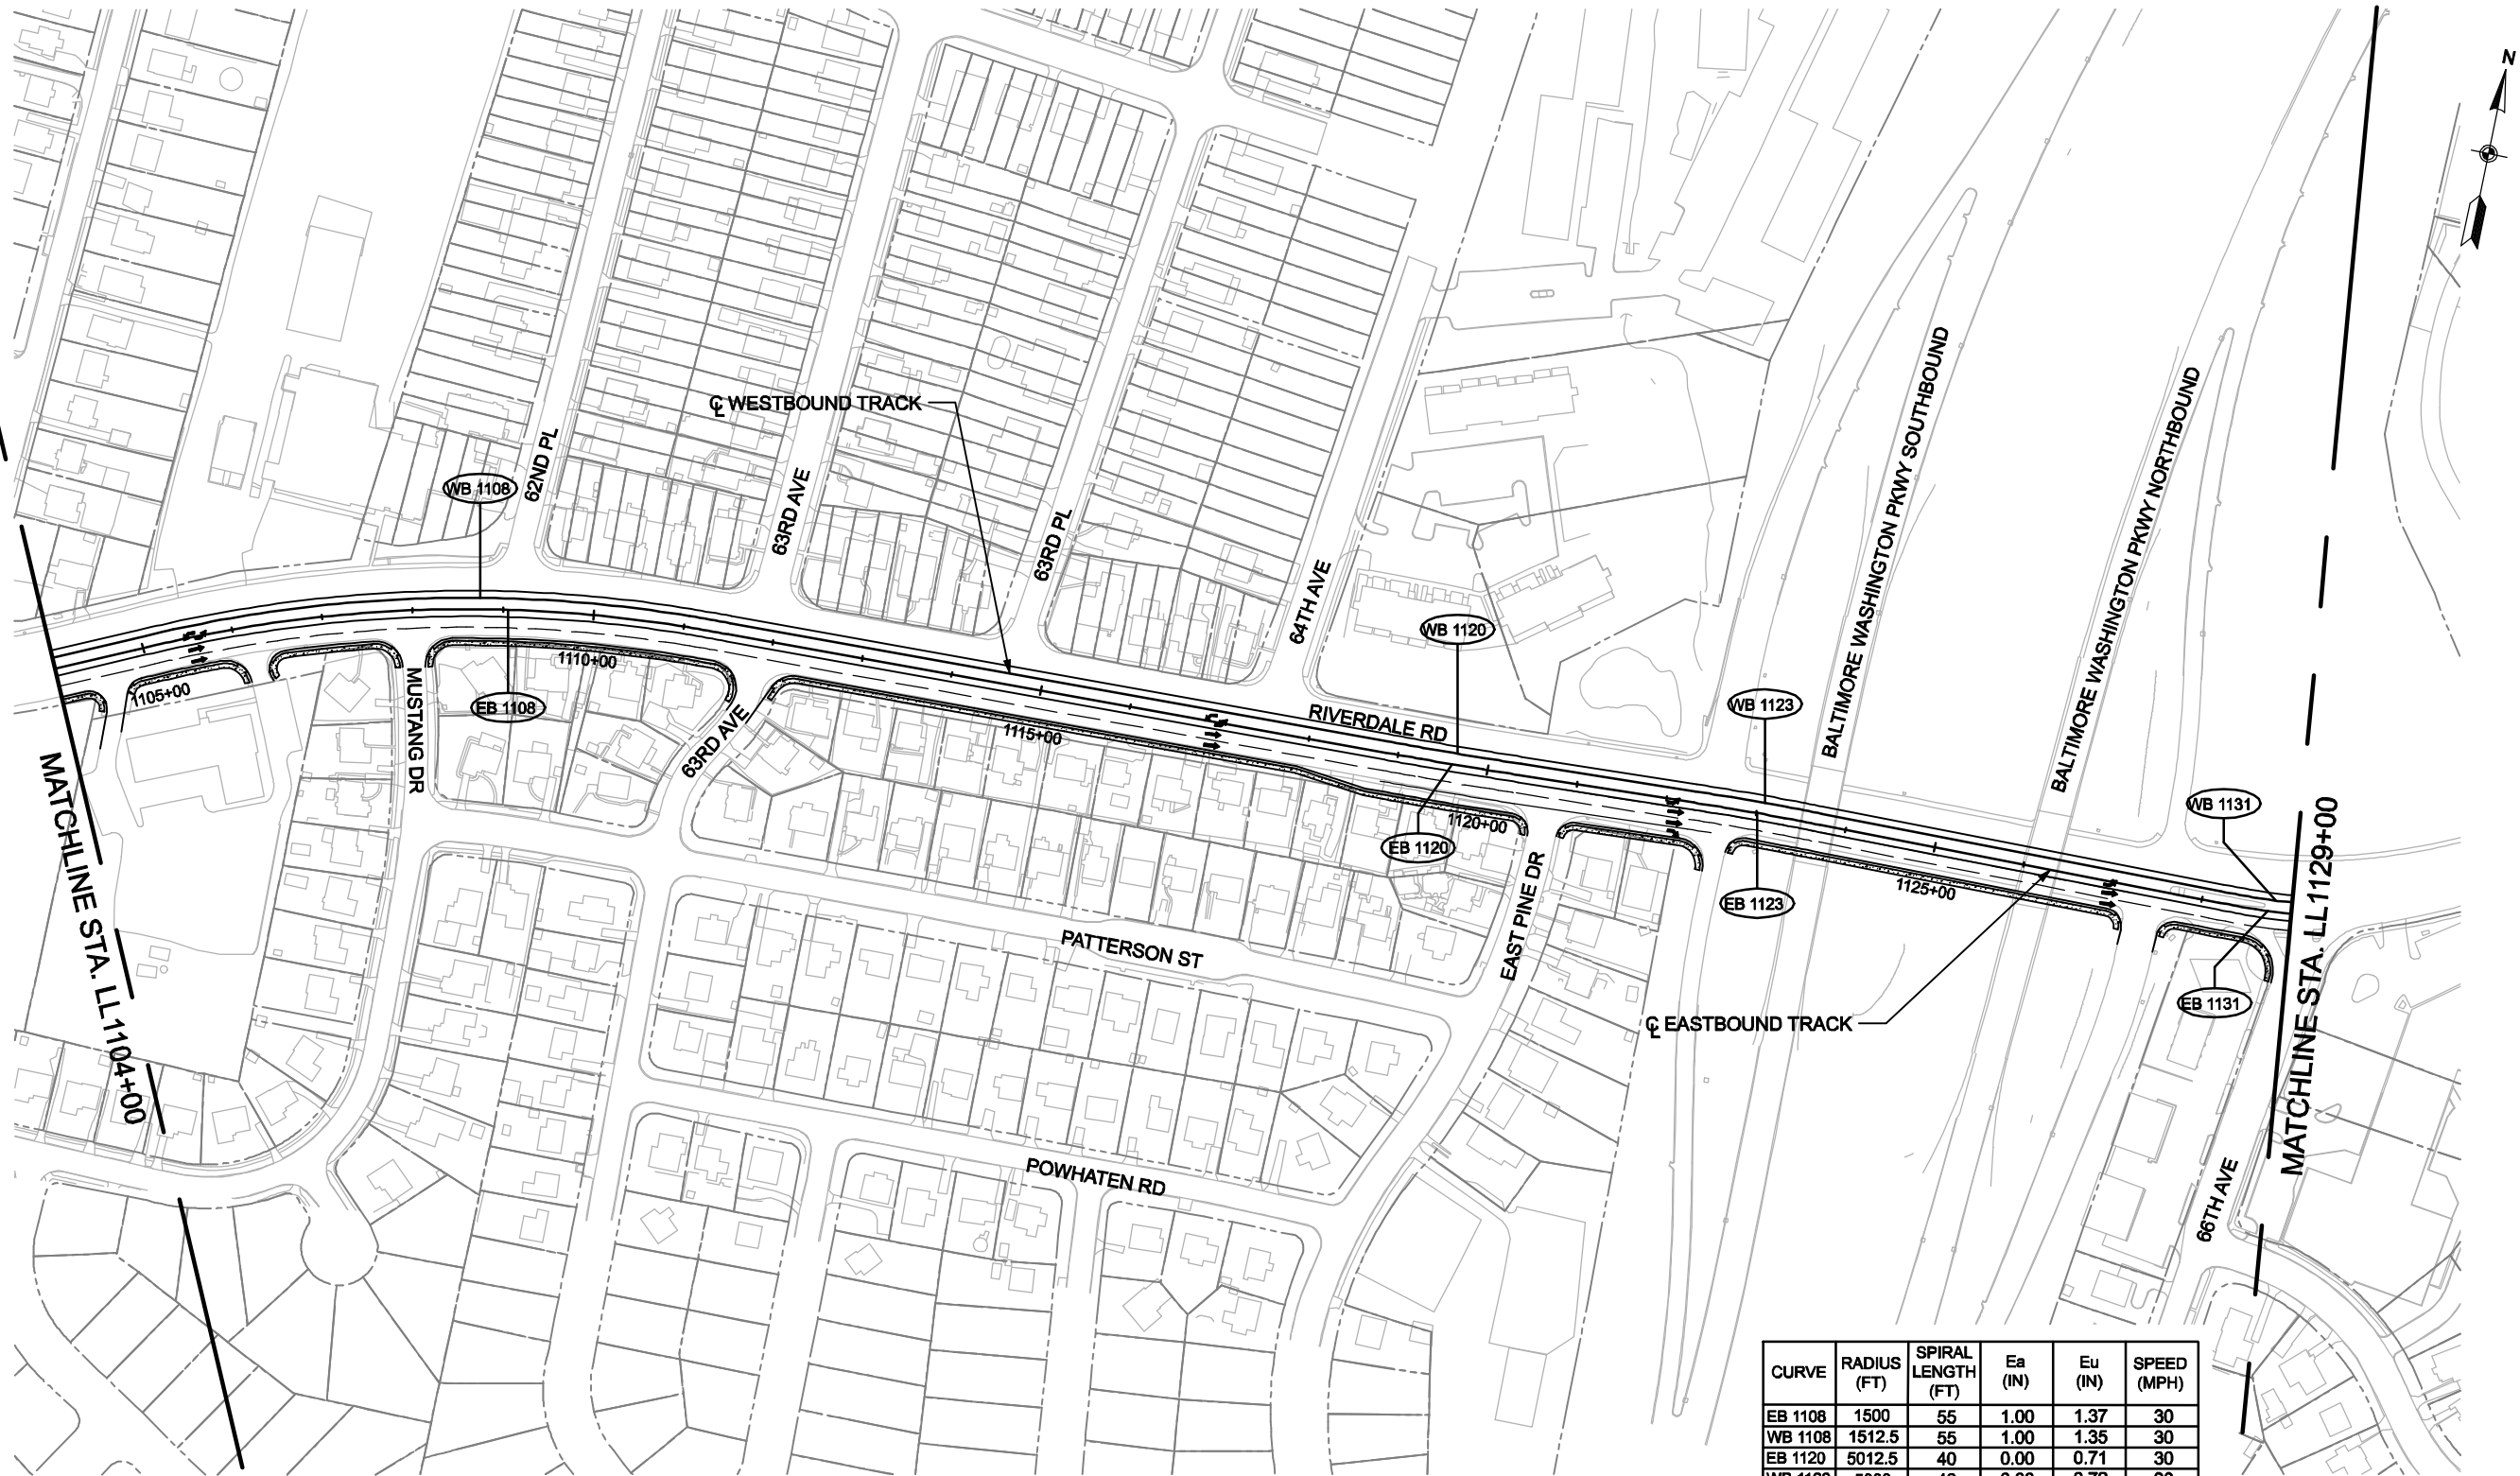 N
BALTIMORE WASHINGTON PKWY SOUTHBOUND
BALTIMORE WASHINGTON PKWY NORTHBOUND
℄ WESTBOUND TRACK
62ND PL
WB 1108
63RD AVE
63RD PL
64TH AVE
WB 1120
1110+00
MUSTANG DR
1105+00
EB 1108
63RD AVE
1115+00
RIVERDALE RD
WB 1123
MATCHLINE STA. LL1104+00
1120+00
EB 1120
WB 1131
MATCHLINE STA. LL1129+00
EAST PINE DR
EB 1123
1125+00
PATTERSON ST
EB 1131
℄ EASTBOUND TRACK
POWHATEN RD
66TH AVE
CURVE RADIUS (FT) SPIRAL LENGTH (FT) Ea (IN) Eu (IN) SPEED (MPH)
EB 1108 1500 55 1.00 1.37 30
WB 1108 1512.5 55 1.00 1.35 30
EB 1120 5012.5 40 0.00 0.71 30